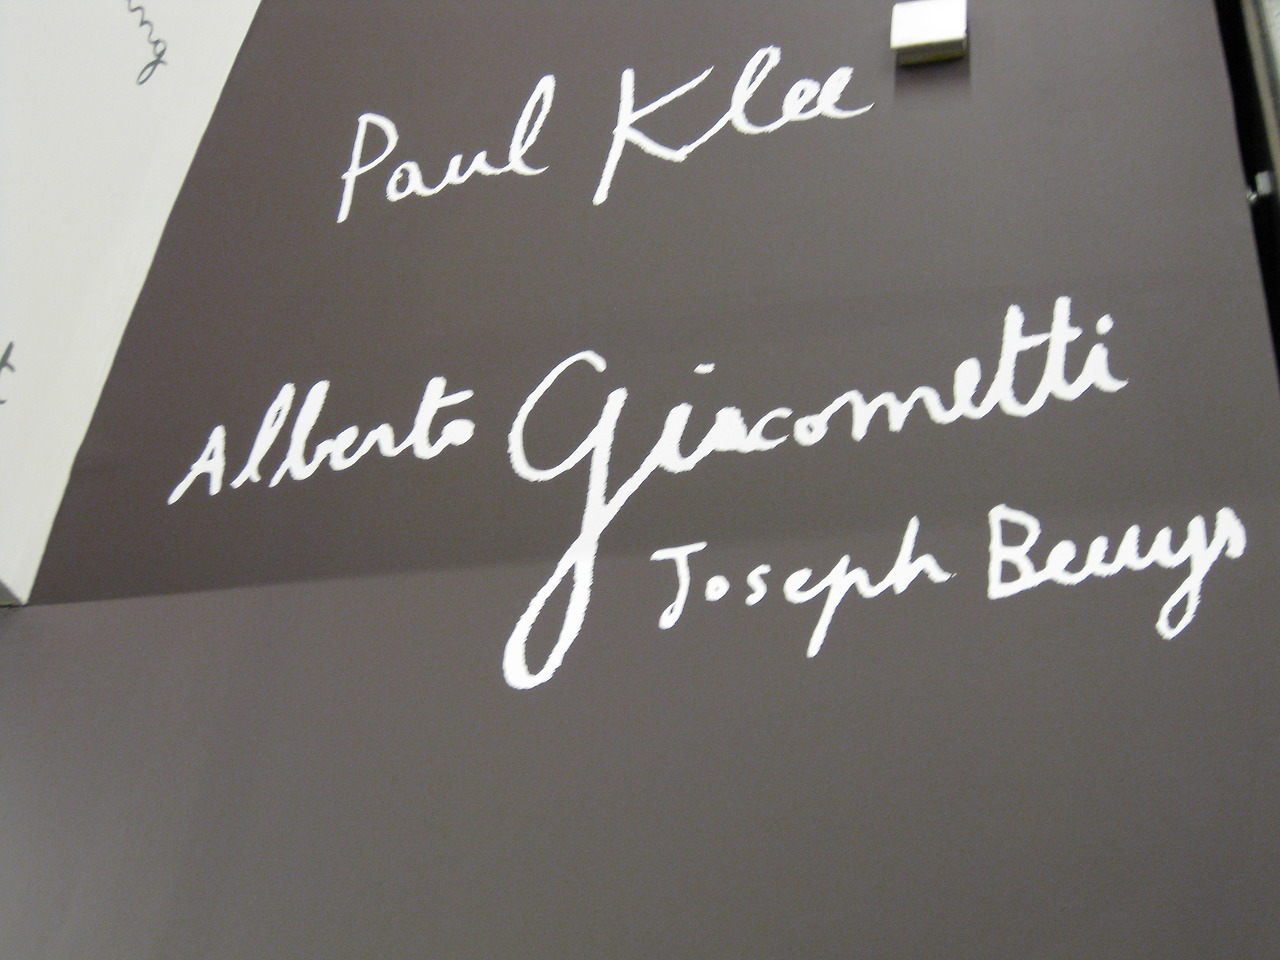 Paul Klee
Alberto Giacometti
Joseph Beuys